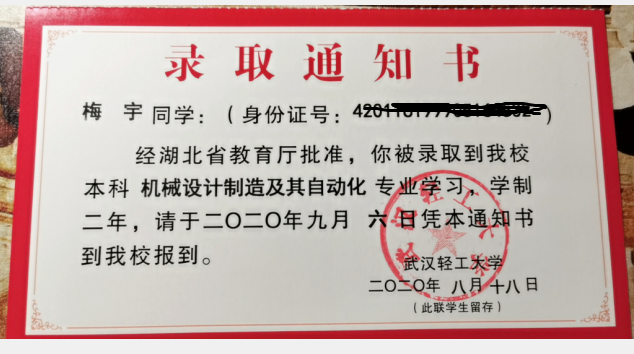 录取通知书
梅 宇 同学：（身份证号： ）
经湖北省教育厅批准，你被录取到我校
本科 机械设计制造及其自动化 专业学习，学制
二年，请于二〇二〇年九月 六 日凭本通知书
到我校报到。
武汉轻工大学
二〇二〇年 八月 十八日
（此联学生留存）